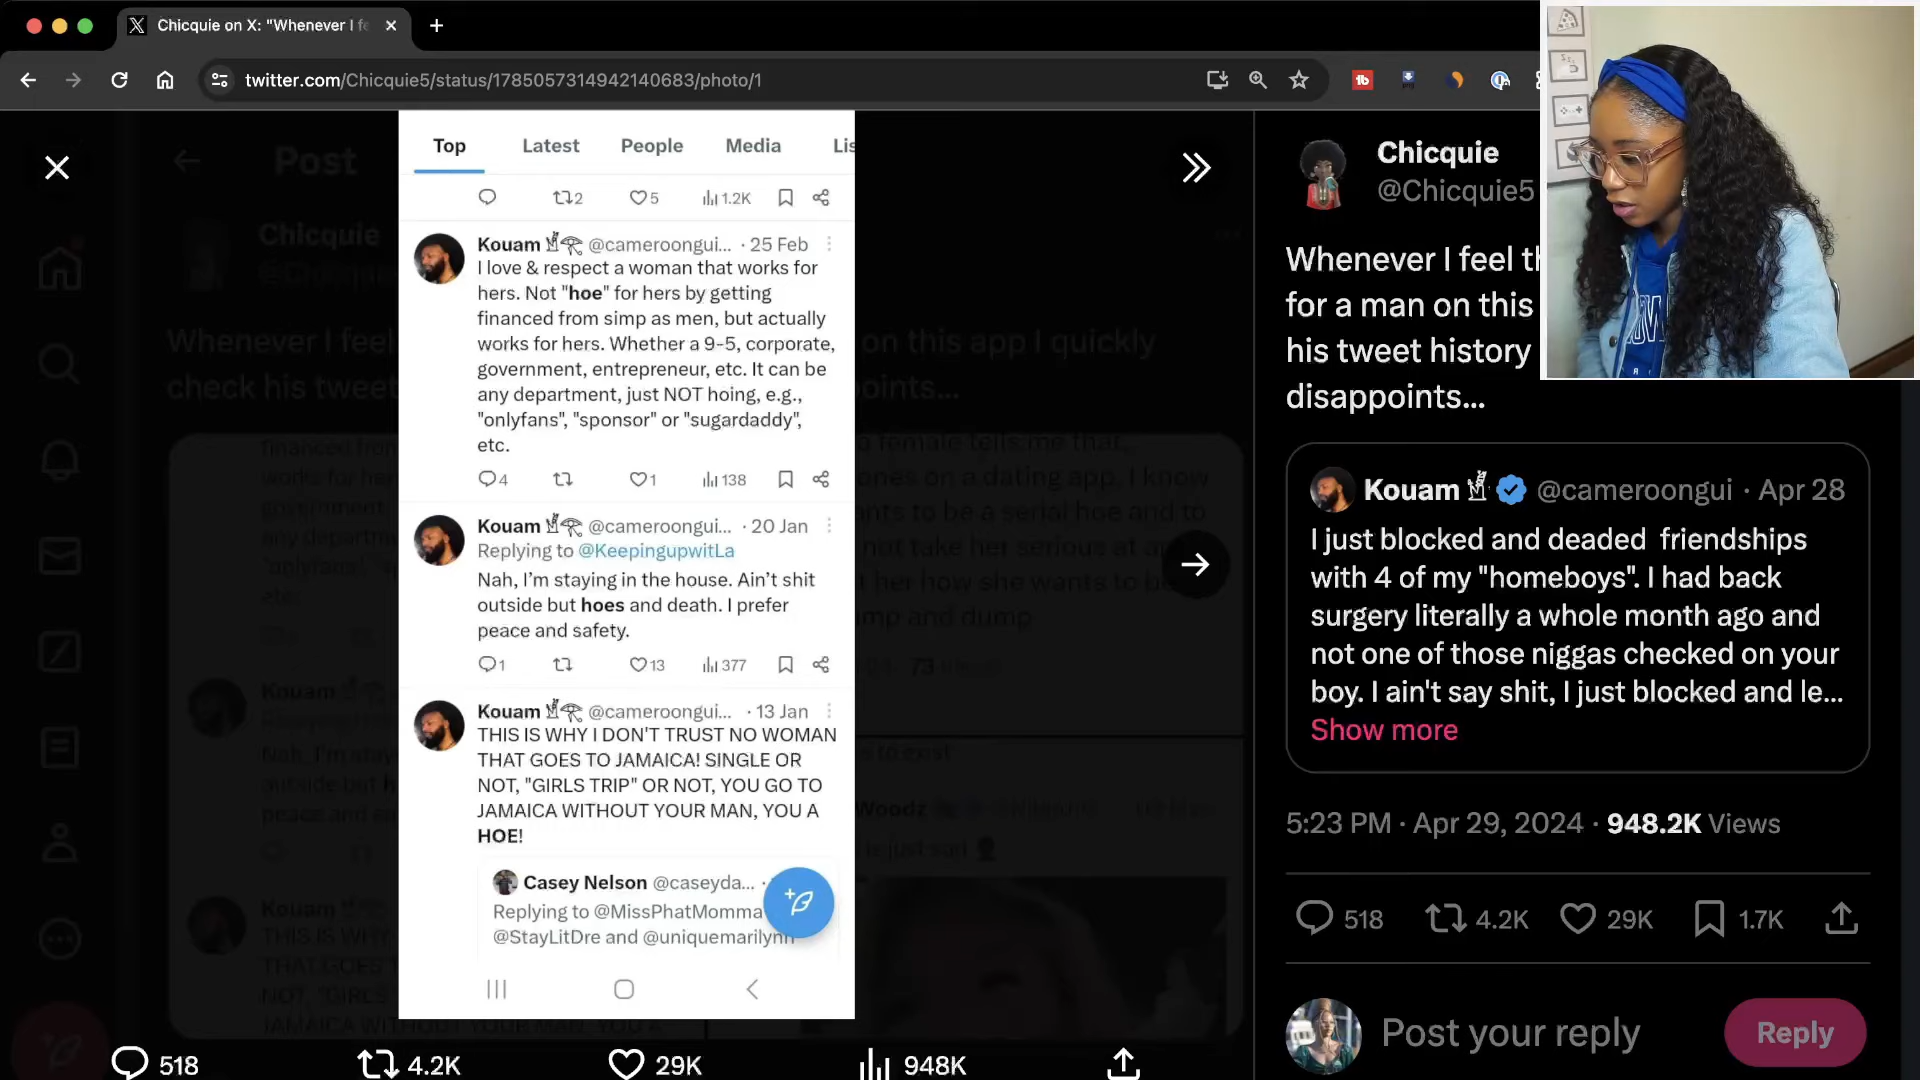 Chicquie on X: "Whenever I fe
twitter.com/Chicquie5/status/1785057314942140683/photo/1
Post
Top Latest People Media Lis
2 5 1.2K
Kouam @cameroongui... · 25 Feb
I love & respect a woman that works for
hers. Not "hoe" for hers by getting
financed from simp as men, but actually
works for hers. Whether a 9-5, corporate,
government, entrepreneur, etc. It can be
any department, just NOT hoing, e.g.,
"onlyfans", "sponsor" or "sugardaddy",
etc.
4 1 138
Kouam @cameroongui... · 20 Jan
Replying to @KeepingupwitLa
Nah, I'm staying in the house. Ain't shit
outside but hoes and death. I prefer
peace and safety.
1 13 377
Kouam @cameroongui... · 13 Jan
THIS IS WHY I DON'T TRUST NO WOMAN
THAT GOES TO JAMAICA! SINGLE OR
NOT, "GIRLS TRIP" OR NOT, YOU GO TO
JAMAICA WITHOUT YOUR MAN, YOU A
HOE!
Casey Nelson @caseyda... ·
Replying to @MissPhatMomma
@StayLitDre and @uniquemarilynn
518 4.2K 29K 948K
Chicquie
@Chicquie5
Whenever I feel th
for a man on this
his tweet history
disappoints...
Kouam @cameroongui · Apr 28
I just blocked and deaded friendships
with 4 of my "homeboys". I had back
surgery literally a whole month ago and
not one of those niggas checked on your
boy. I ain't say shit, I just blocked and le...
Show more
5:23 PM · Apr 29, 2024 · 948.2K Views
518 4.2K 29K 1.7K
Post your reply
Reply